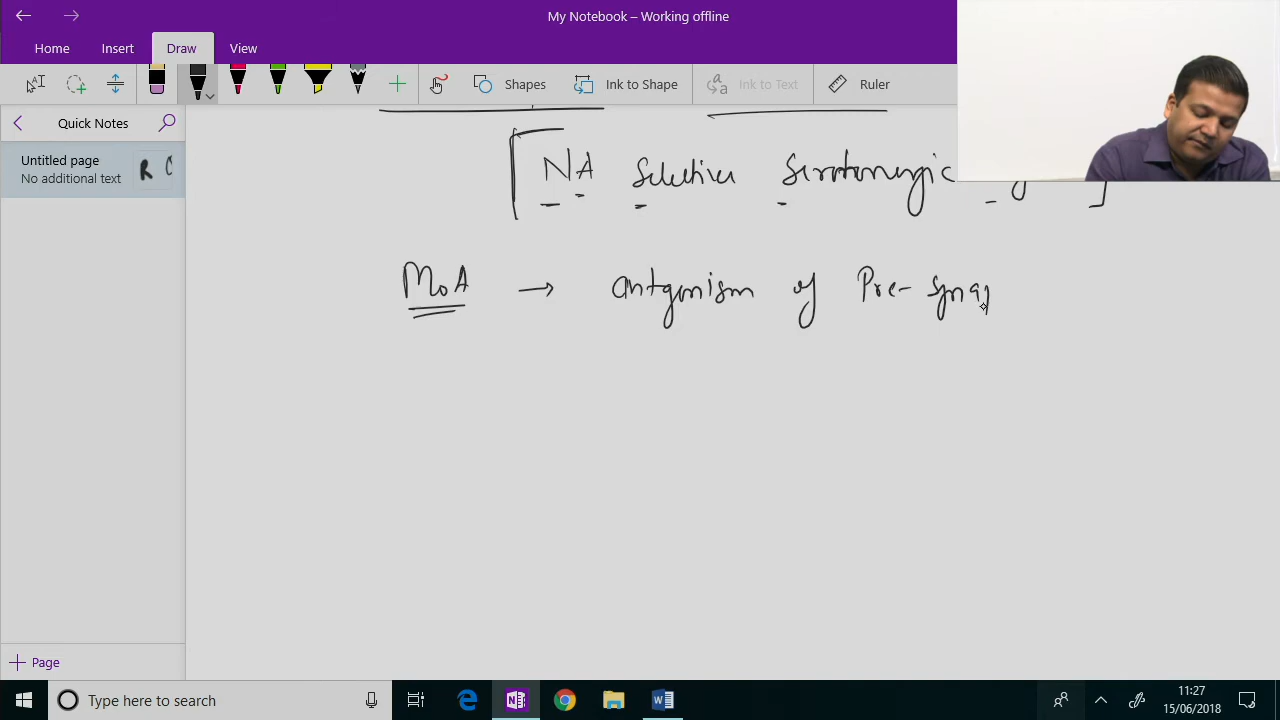 My Notebook – Working offline
Home Insert Draw View
Shapes Ink to Shape Ink to Text Ruler
Quick Notes
Untitled page
No additional text
R C
[ NA Selective Serotonergic ]
MoA → antgonism of Pre- Synap
+ Page
Type here to search
11:27
15/06/2018